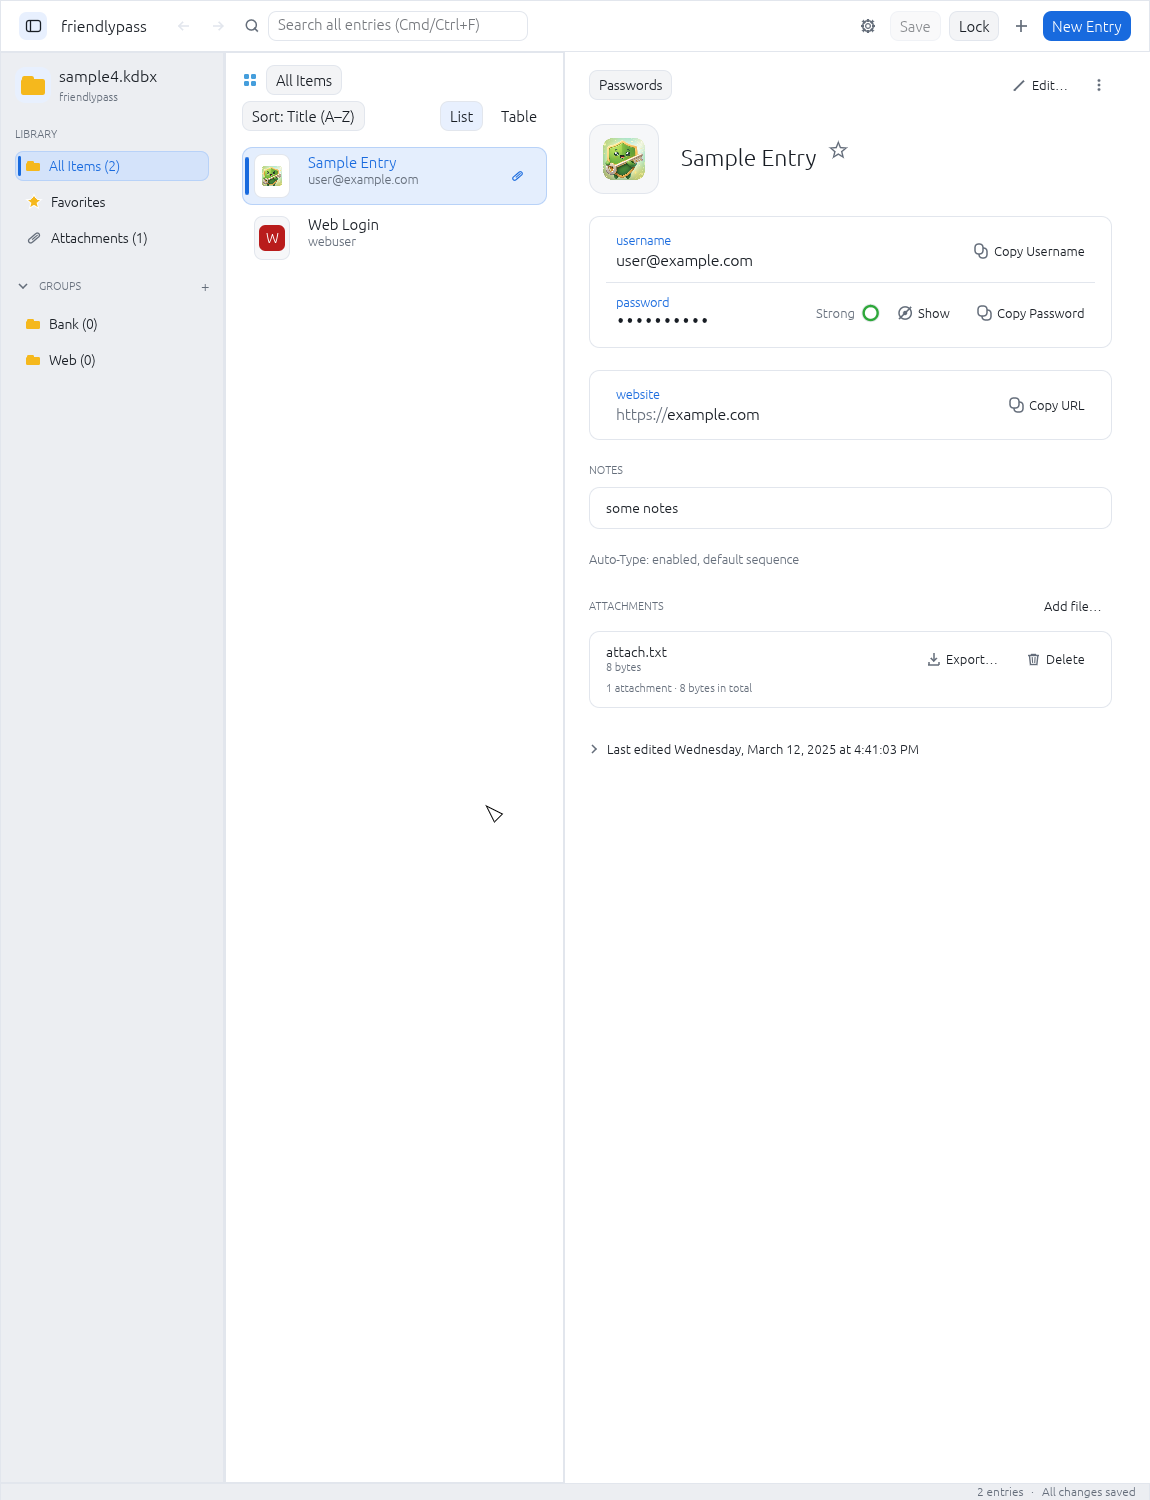 friendlypass
Search all entries (Cmd/Ctrl+F)
Save
Lock
New Entry
sample4.kdbx
friendlypass
LIBRARY
All Items (2)
Favorites
Attachments (1)
GROUPS
+
Bank (0)
Web (0)
All Items
Sort: Title (A–Z)
List
Table
Sample Entry
user@example.com
W
Web Login
webuser
Passwords
Edit…
Sample Entry
username
user@example.com
Copy Username
password
••••••••••
Strong
Show
Copy Password
website
https://example.com
Copy URL
NOTES
some notes
Auto-Type: enabled, default sequence
ATTACHMENTS
Add file…
attach.txt
8 bytes
1 attachment · 8 bytes in total
Export…
Delete
Last edited Wednesday, March 12, 2025 at 4:41:03 PM
2 entries · All changes saved